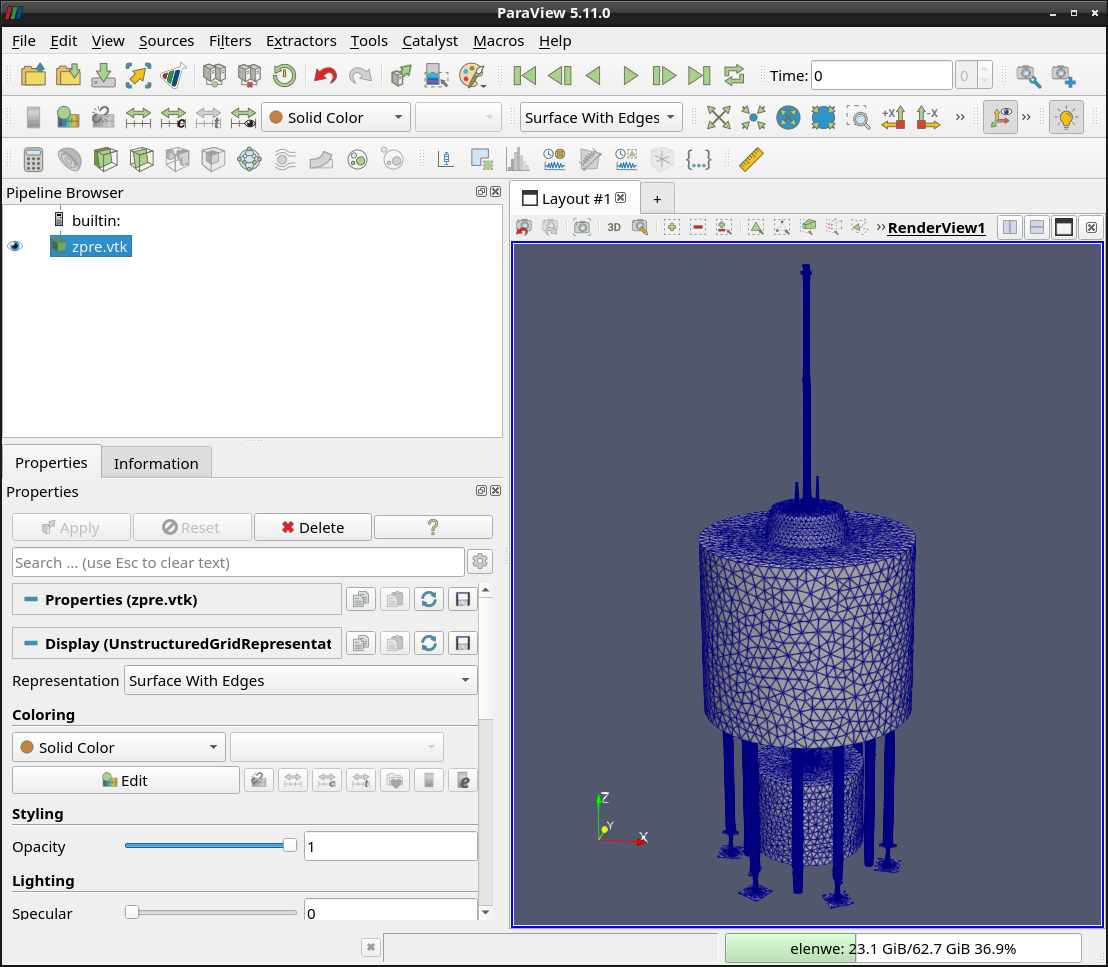 ParaView 5.11.0
File Edit View Sources Filters Extractors Tools Catalyst Macros Help
Time: 0 0
Solid Color Surface With Edges +X -X »» »»
Pipeline Browser
builtin:
zpre.vtk
Layout #1 +
3D »» RenderView1
Properties Information
Properties
Apply Reset Delete ?
Search ... (use Esc to clear text)
Properties (zpre.vtk)
Display (UnstructuredGridRepresentat
Representation Surface With Edges
Coloring
Solid Color
Edit
Styling
Opacity 1
Lighting
Specular 0
Z
Y
X
elenwe: 23.1 GiB/62.7 GiB 36.9%